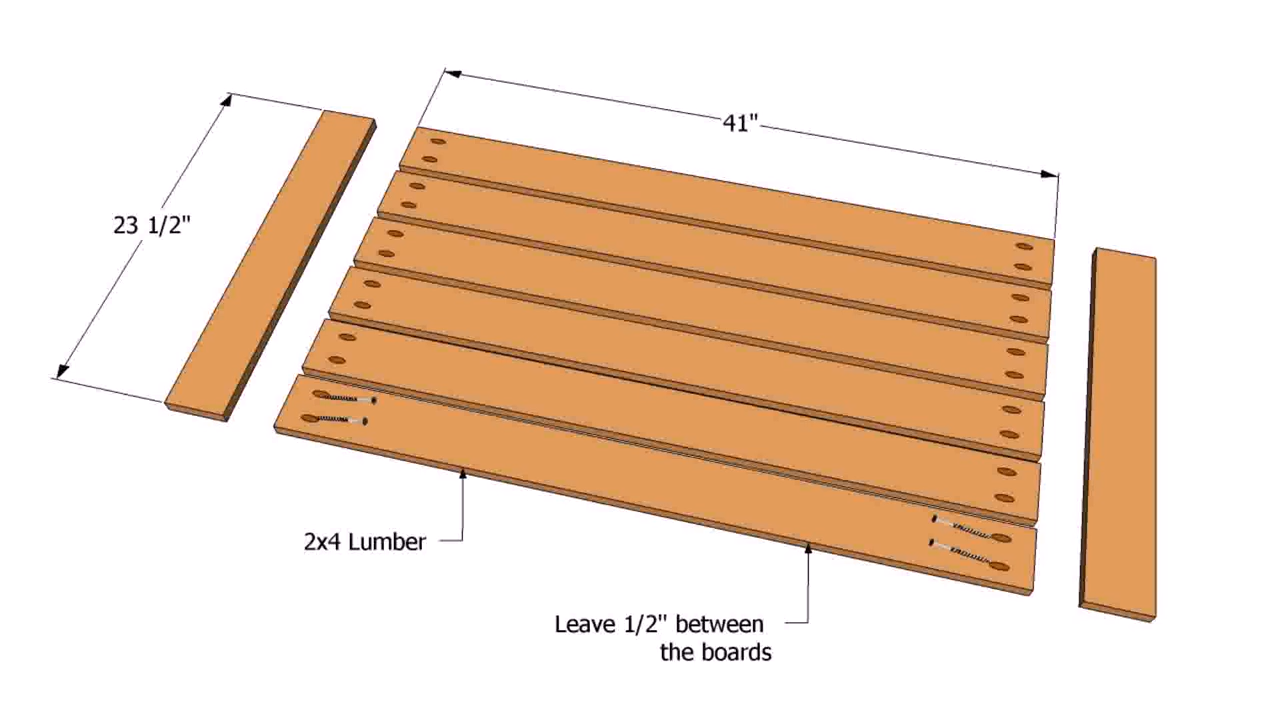 41"
23 1/2"
2x4 Lumber
Leave 1/2" between
the boards